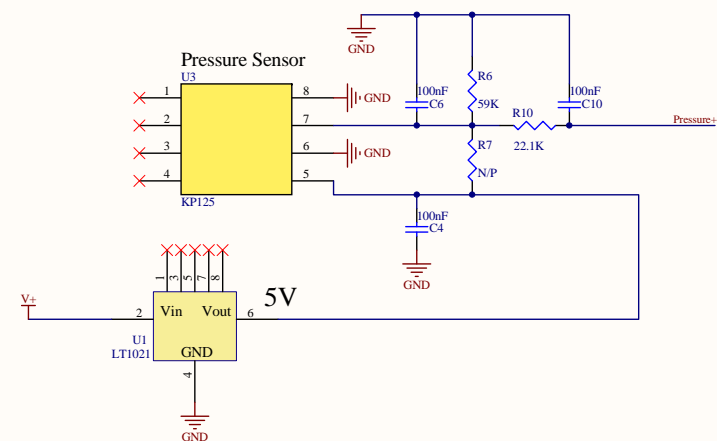 GND
Pressure Sensor
U3
1
2
3
4
8
7
6
5
GND
GND
KP125
100nF
C6
R6
59K
100nF
C10
R10
22.1K
Pressure+
R7
N/P
100nF
C4
GND
1
3
5
7
8
5V
V+
2
Vin
Vout
6
U1
LT1021
GND
4
GND